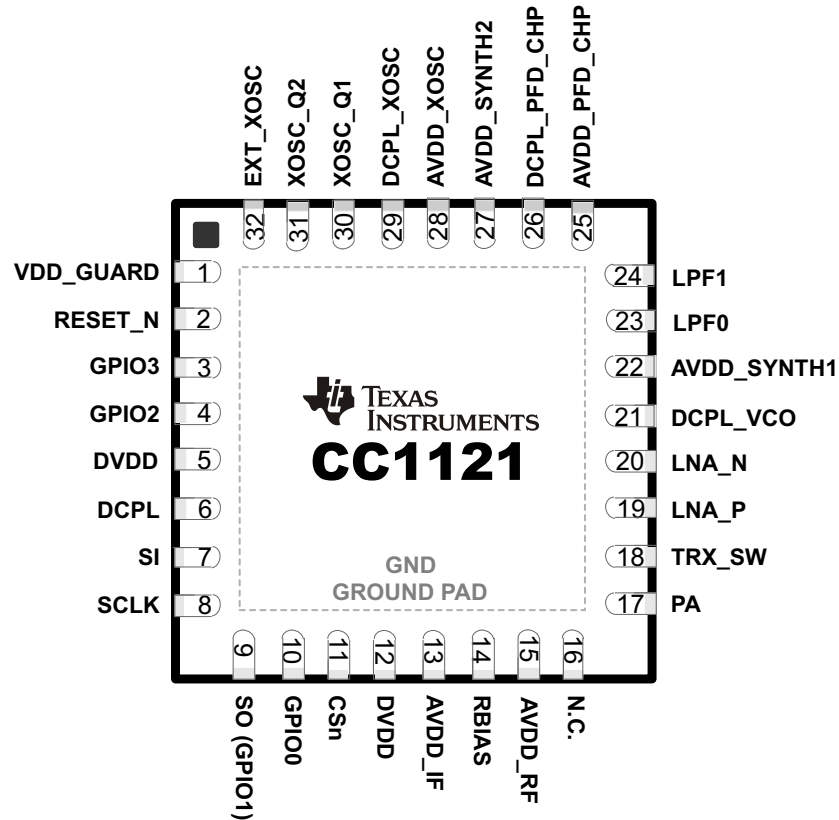 EXT_XOSC
XOSC_Q2
XOSC_Q1
DCPL_XOSC
AVDD_XOSC
AVDD_SYNTH2
DCPL_PFD_CHP
AVDD_PFD_CHP
32
31
30
29
28
27
26
25
VDD_GUARD 1
RESET_N 2
GPIO3 3
GPIO2 4
DVDD 5
DCPL 6
SI 7
SCLK 8
TEXAS
INSTRUMENTS
CC1121
GND
GROUND PAD
24 LPF1
23 LPF0
22 AVDD_SYNTH1
21 DCPL_VCO
20 LNA_N
19 LNA_P
18 TRX_SW
17 PA
9
10
11
12
13
14
15
16
SO (GPIO1)
GPIO0
CSn
DVDD
AVDD_IF
RBIAS
AVDD_RF
N.C.